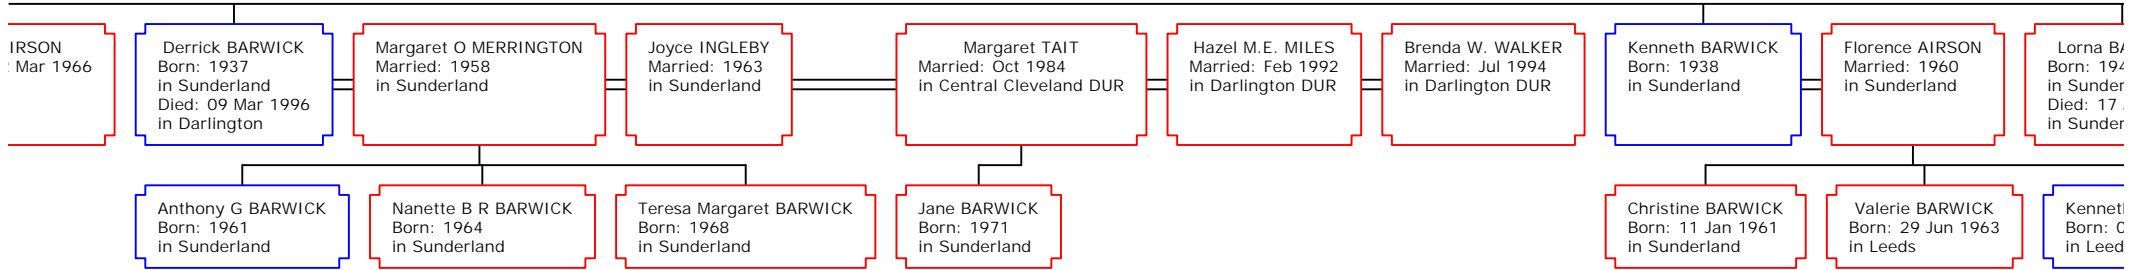 IRSON
Mar 1966
Derrick BARWICK
Born: 1937
in Sunderland
Died: 09 Mar 1996
in Darlington
Margaret O MERRINGTON
Married: 1958
in Sunderland
Joyce INGLEBY
Married: 1963
in Sunderland
Margaret TAIT
Married: Oct 1984
in Central Cleveland DUR
Hazel M.E. MILES
Married: Feb 1992
in Darlington DUR
Brenda W. WALKER
Married: Jul 1994
in Darlington DUR
Kenneth BARWICK
Born: 1938
in Sunderland
Florence AIRSON
Married: 1960
in Sunderland
Lorna BA
Born: 194
in Sunder
Died: 17
in Sunder
Anthony G BARWICK
Born: 1961
in Sunderland
Nanette B R BARWICK
Born: 1964
in Sunderland
Teresa Margaret BARWICK
Born: 1968
in Sunderland
Jane BARWICK
Born: 1971
in Sunderland
Christine BARWICK
Born: 11 Jan 1961
in Sunderland
Valerie BARWICK
Born: 29 Jun 1963
in Leeds
Kennet
Born: 0
in Leed